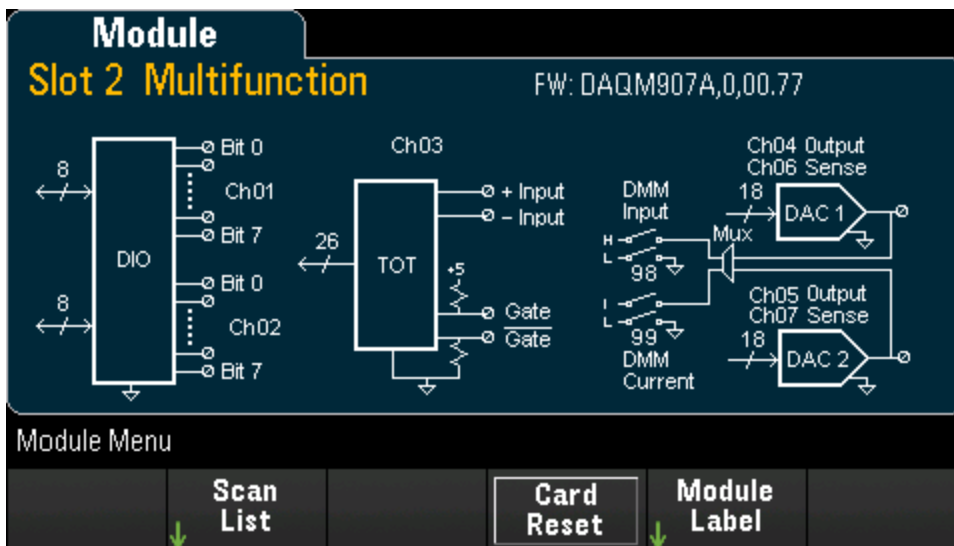 Module
Slot 2 Multifunction
FW: DAQM907A,0,00.77
8
DIO
Bit 0
Ch01
Bit 7
8
Bit 0
Ch02
Bit 7
Ch03
26
TOT
+ Input
– Input
+5
Gate
Gate
DMM
Input
H
L
98
I
L
99
DMM
Current
Mux
Ch04 Output
Ch06 Sense
18
DAC 1
Ch05 Output
Ch07 Sense
18
DAC 2
Module Menu
Scan
List
Card
Reset
Module
Label